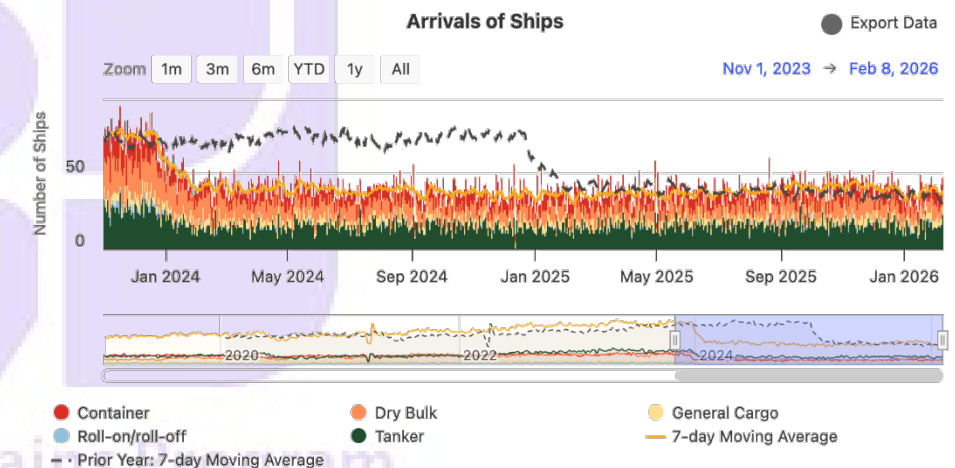 Arrivals of Ships
Export Data
Zoom 1m 3m 6m YTD 1y All
Nov 1, 2023 → Feb 8, 2026
Number of Ships
50
0
Jan 2024 May 2024 Sep 2024 Jan 2025 May 2025 Sep 2025 Jan 2026
2020 2022 2024
Container Dry Bulk General Cargo
Roll-on/roll-off Tanker 7-day Moving Average
Prior Year: 7-day Moving Average